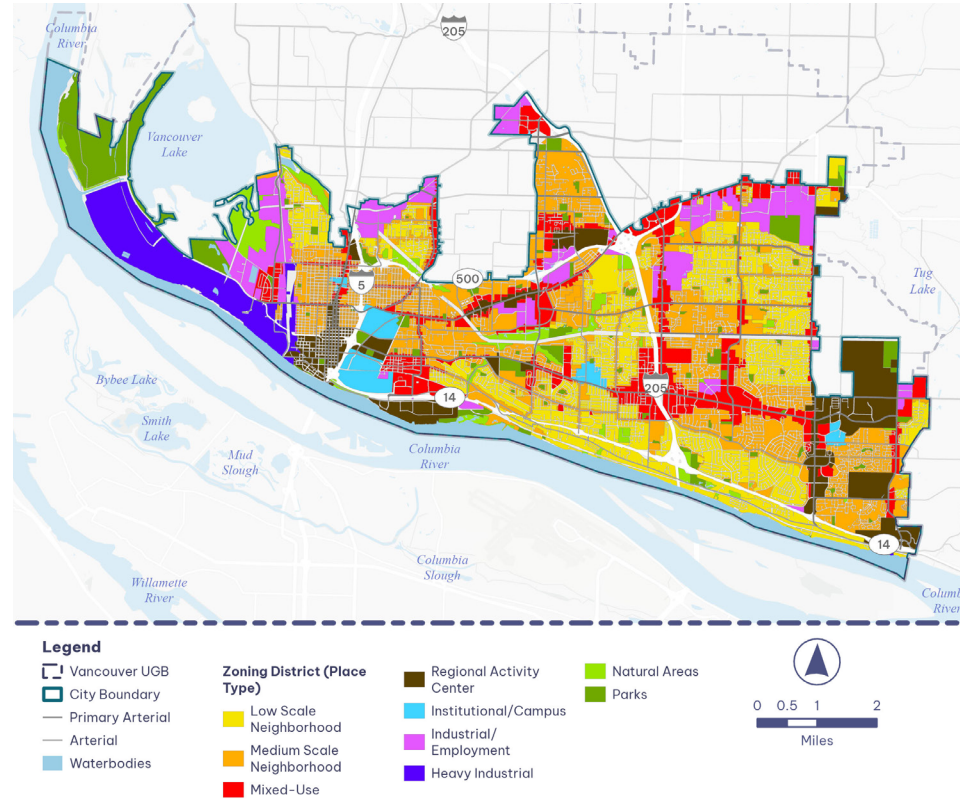 Columbia
River
205
Vancouver
Lake
500
5
Tug
Lake
Bybee Lake
14
205
Smith
Lake
Mud
Slough
Columbia
River
14
Columbia
Slough
Willamette
River
Columb
River
Legend
Vancouver UGB
City Boundary
Primary Arterial
Arterial
Waterbodies
Zoning District (Place
Type)
Low Scale
Neighborhood
Medium Scale
Neighborhood
Mixed-Use
Regional Activity
Center
Institutional/Campus
Industrial/
Employment
Heavy Industrial
Natural Areas
Parks
0 0.5 1 2
Miles